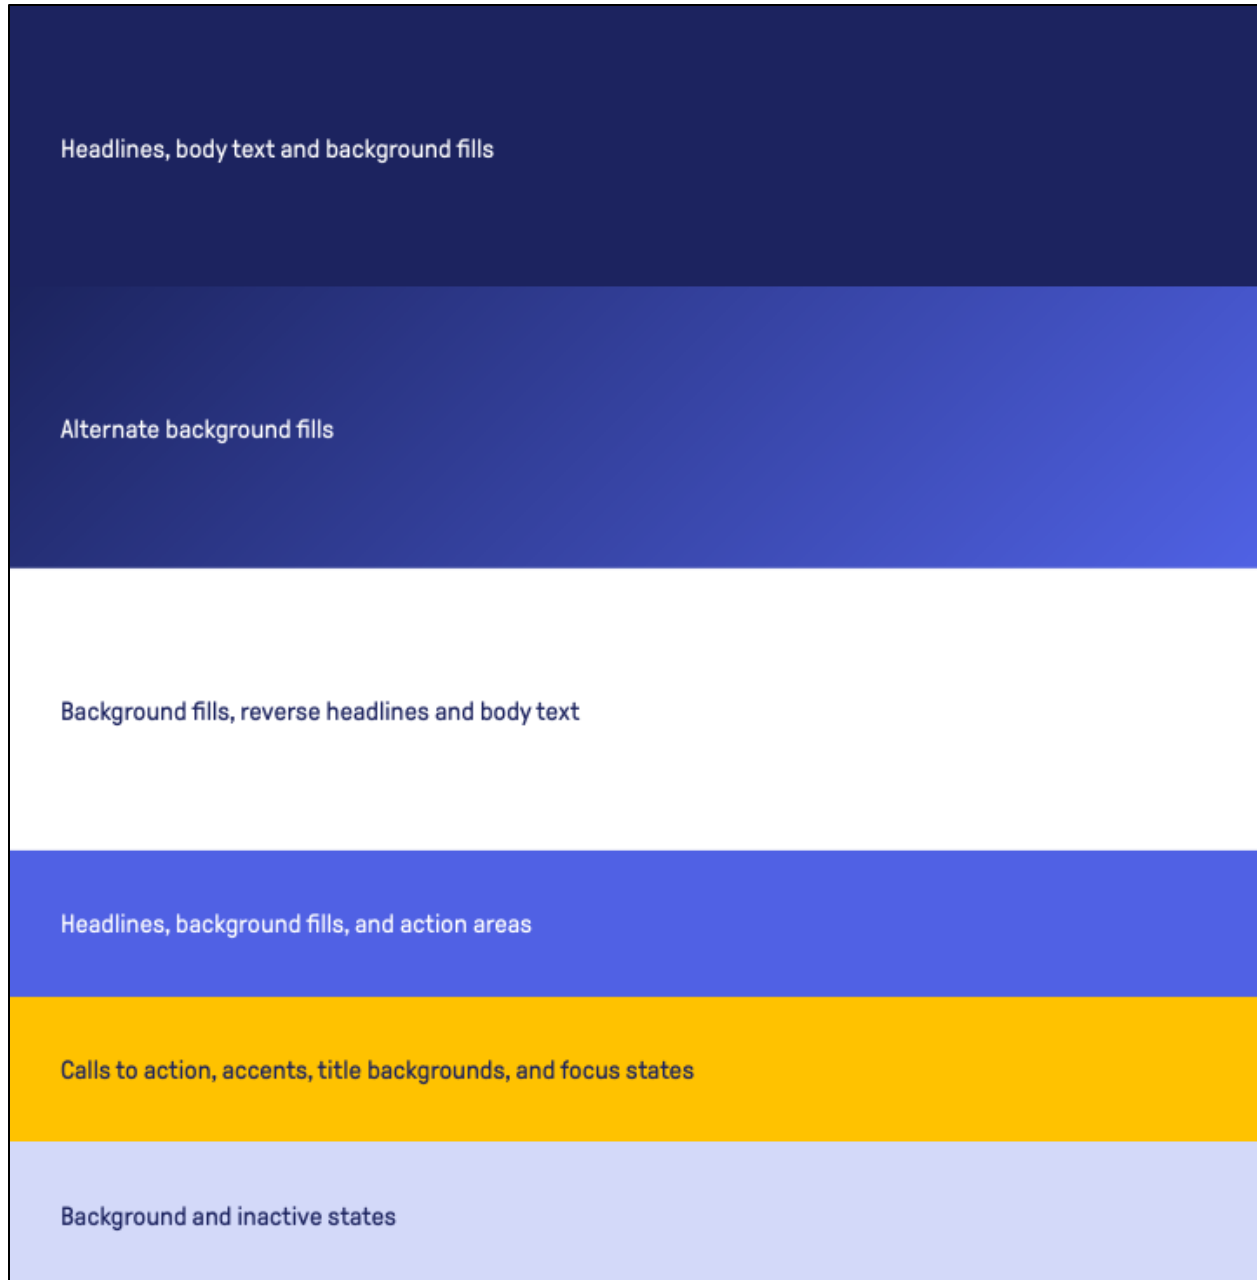 Headlines, body text and background fills
Alternate background fills
Background fills, reverse headlines and body text
Headlines, background fills, and action areas
Calls to action, accents, title backgrounds, and focus states
Background and inactive states